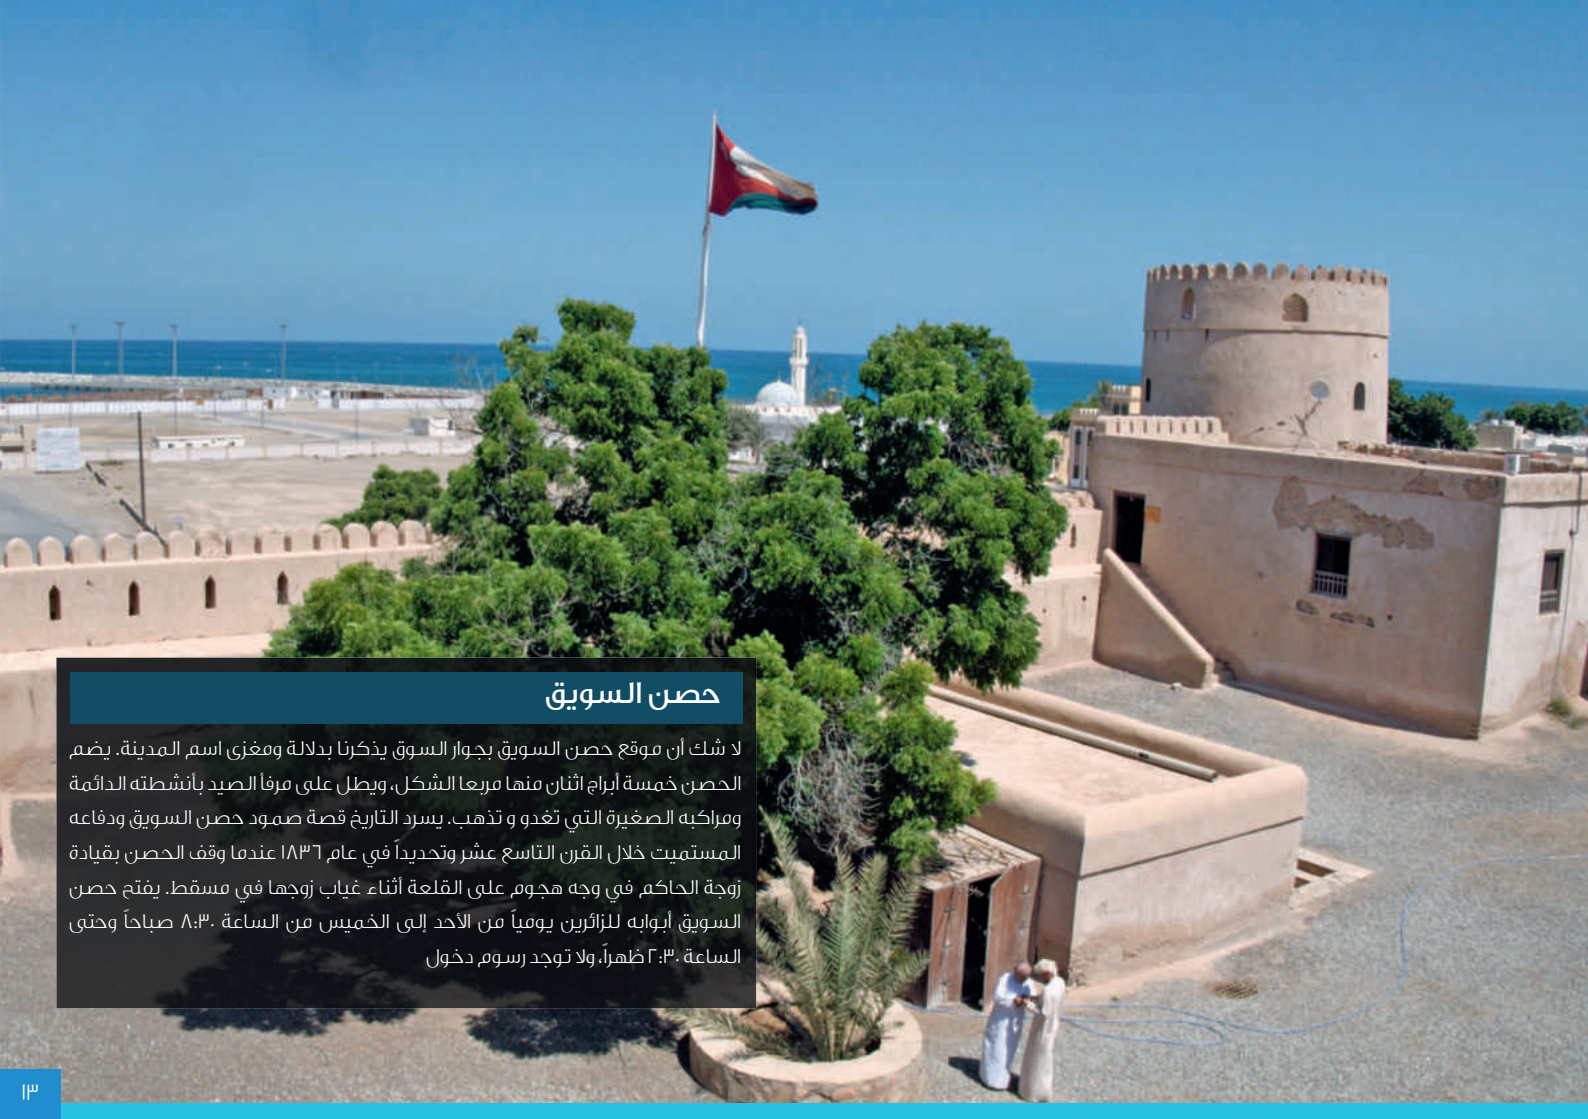 حصن السويق
لا شك أن موقع حصن السويق بجوار السوق يذكرنا بدلالة ومغزى اسم المدينة. يضم
الحصن خمسة أبراج اثنان منها مربعا الشكل، ويطل على مرفأ الصيد بأنشطته الدائمة
ومراكبه الصغيرة التي تغدو و تذهب. يسرد التاريخ قصة صمود حصن السويق ودفاعه
المستميت خلال القرن التاسع عشر وتحديداً في عام ١٨٣٦ عندما وقف الحصن بقيادة
زوجة الحاكم في وجه هجوم على القلعة أثناء غياب زوجها في مسقط. يفتح حصن
السويق أبوابه للزائرين يومياً من الأحد إلى الخميس من الساعة ٨:٣٠ صباحاً وحتى
الساعة ٢:٣٠ ظهراً، ولا توجد رسوم دخول
١٣